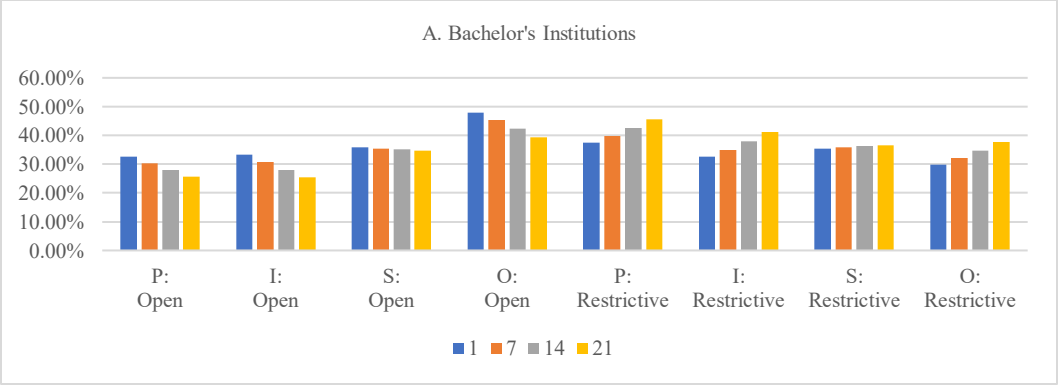 A. Bachelor's Institutions
60.00%
50.00%
40.00%
30.00%
20.00%
10.00%
0.00%
P: I: S: O: P: I: S: O:
Open Open Open Open Restrictive Restrictive Restrictive Restrictive
1 7 14 21